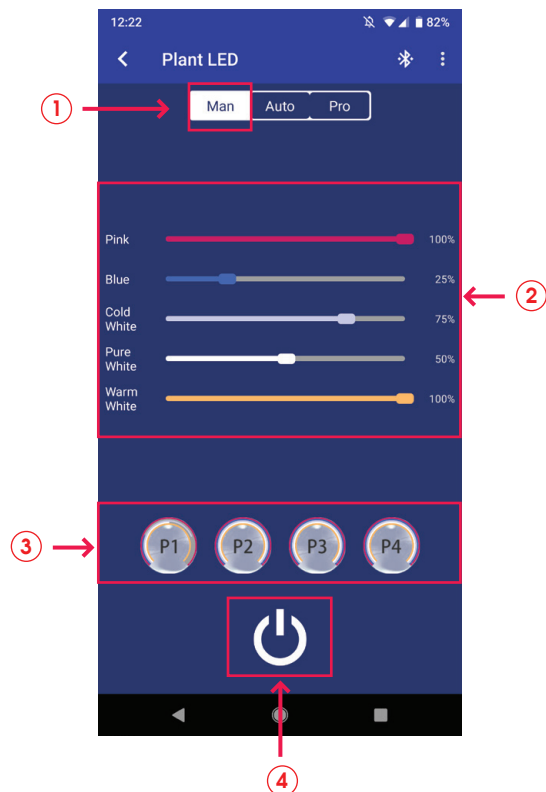 12:22 82%
Plant LED
1
Man Auto Pro
Pink 100%
Blue 25%
2
Cold
White 75%
Pure
White 50%
Warm
White 100%
3
P1 P2 P3 P4
4